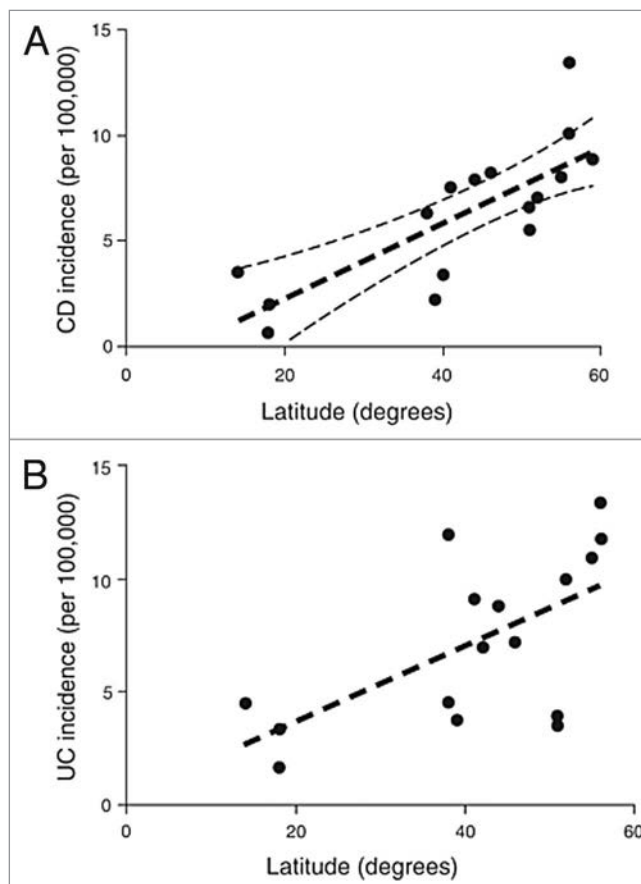 A
CD incidence (per 100,000)
15
10
5
0
0 20 40 60
Latitude (degrees)
B
UC incidence (per 100,000)
15
10
5
0
0 20 40 60
Latitude (degrees)